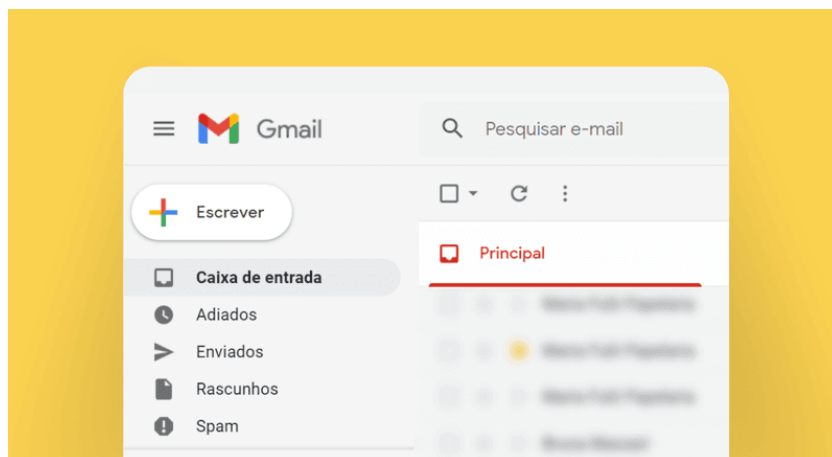 Gmail
Pesquisar e-mail
Escrever
Principal
Caixa de entrada
Adiados
Enviados
Rascunhos
Spam